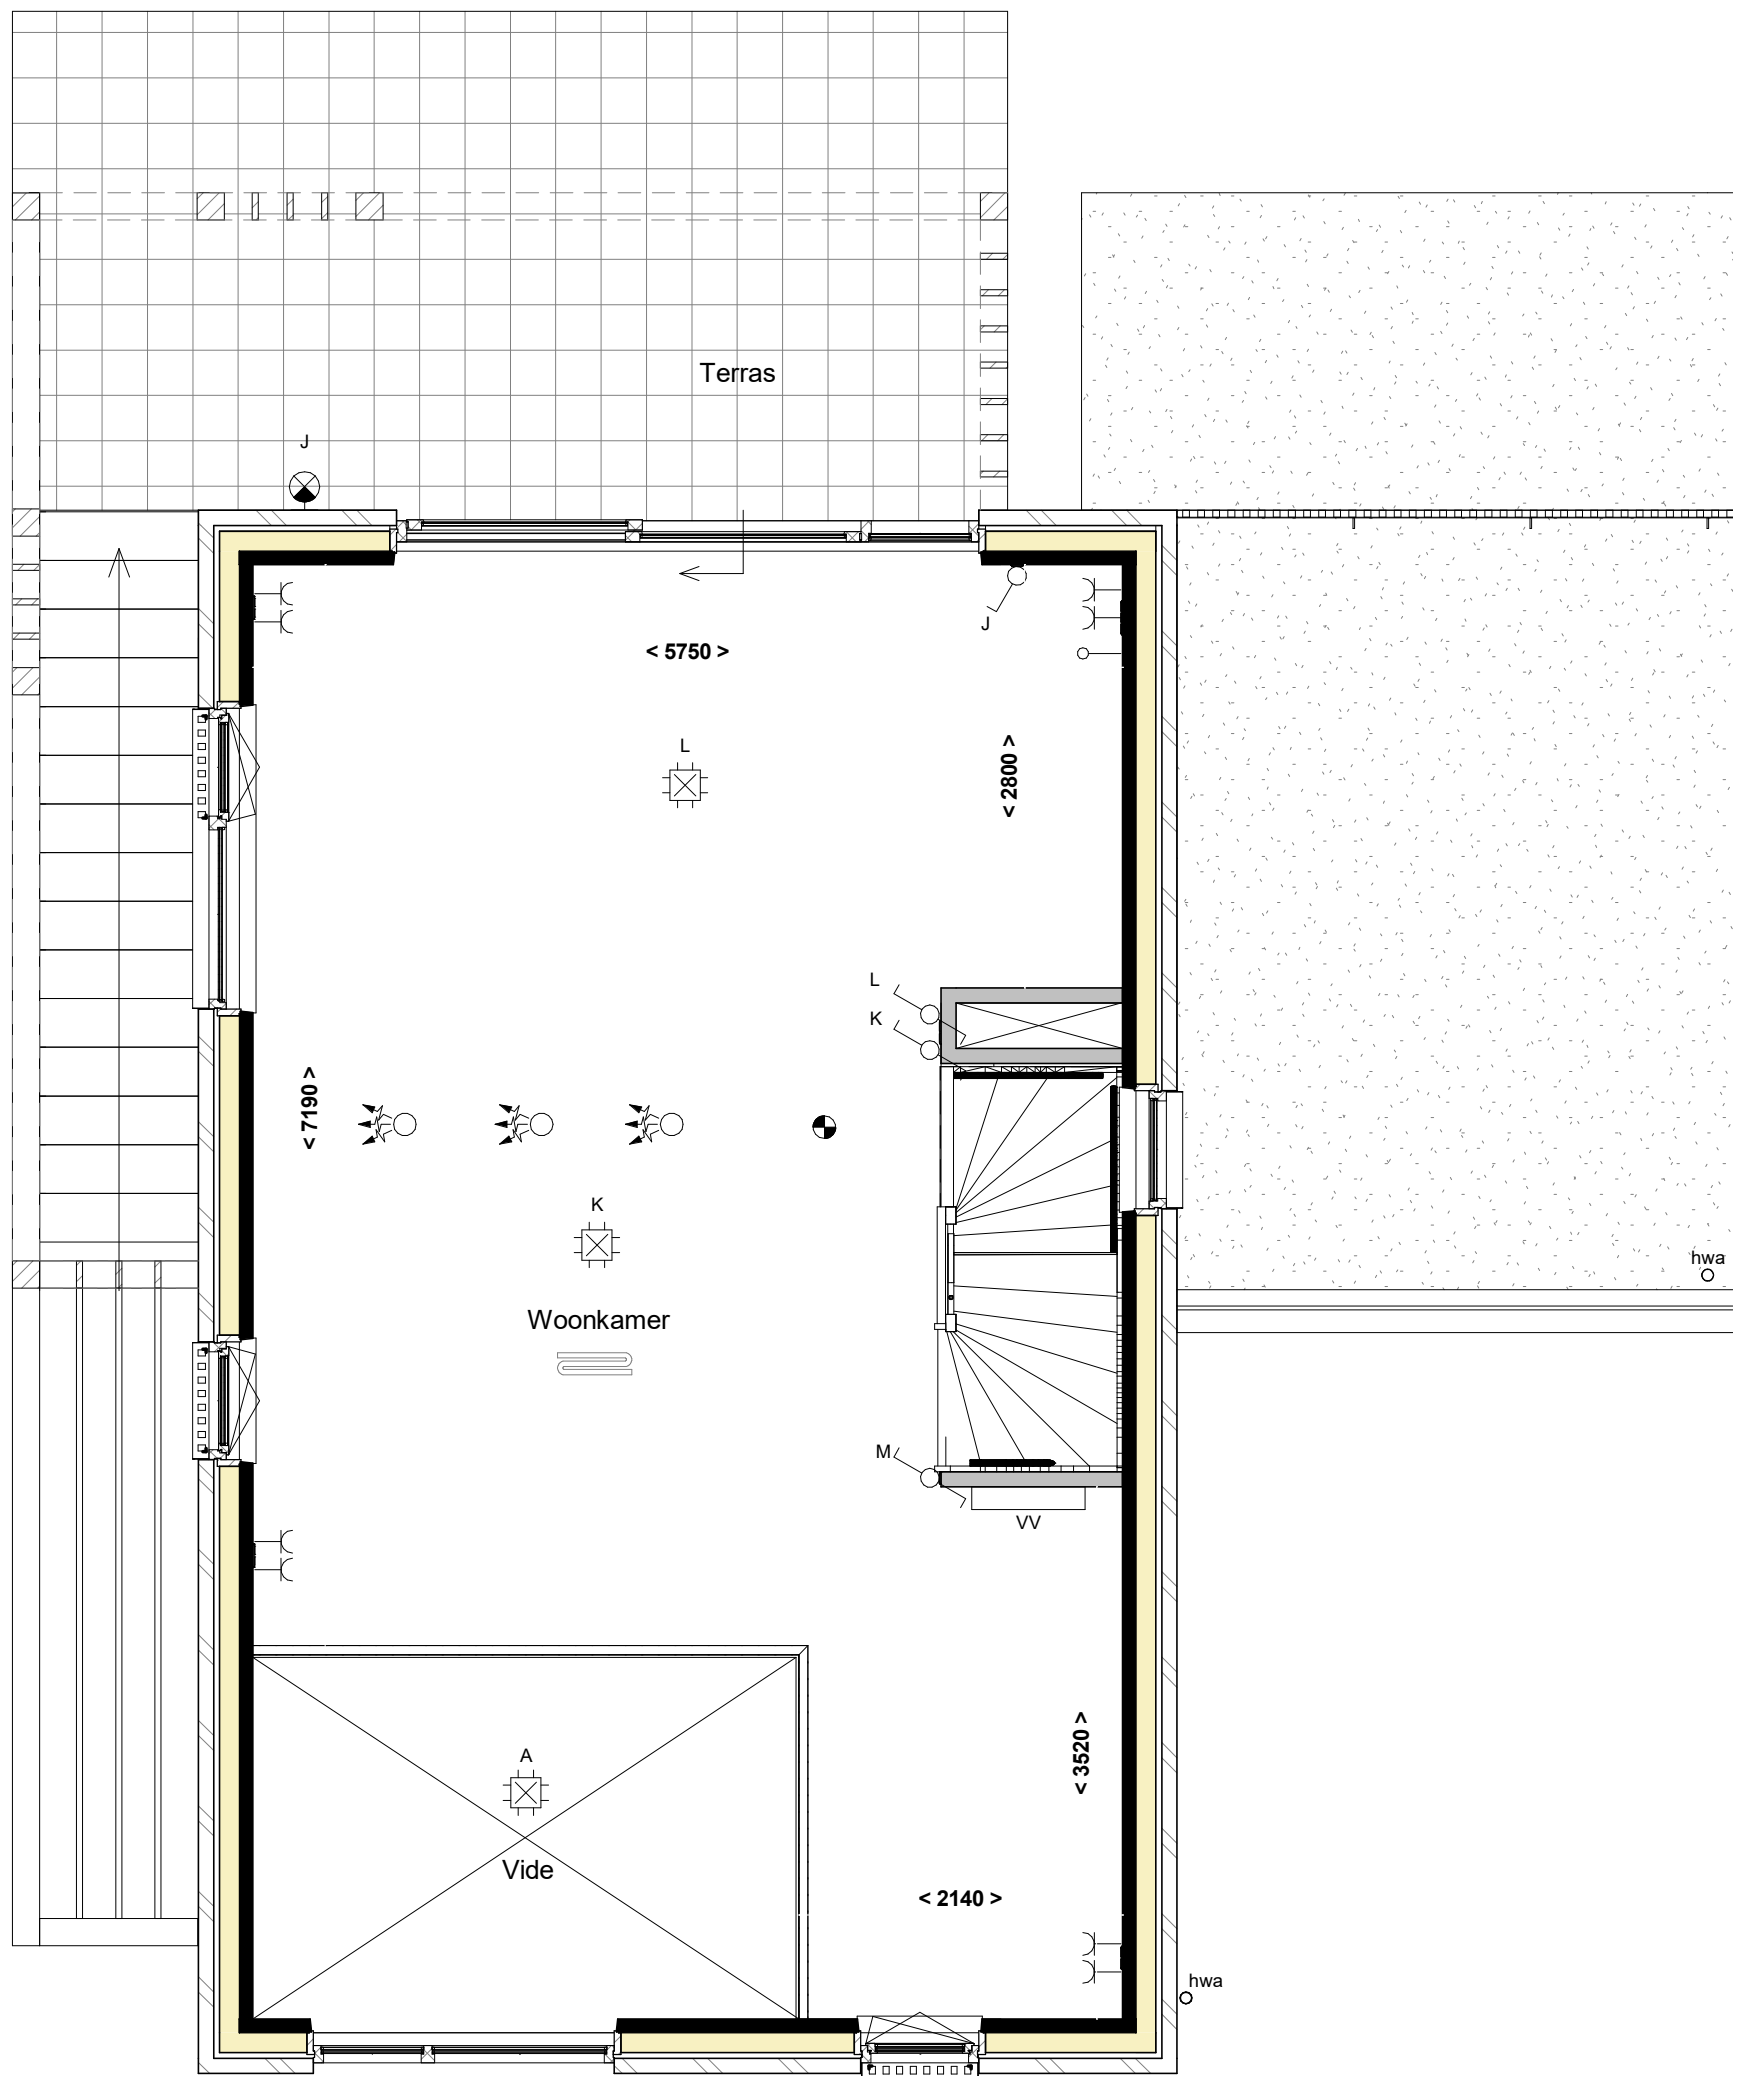 Terras
J
J
< 5750 >
L
< 2800 >
L
K
< 7190 >
K
hwa
Woonkamer
M
VV
< 3520 >
A
Vide
< 2140 >
hwa